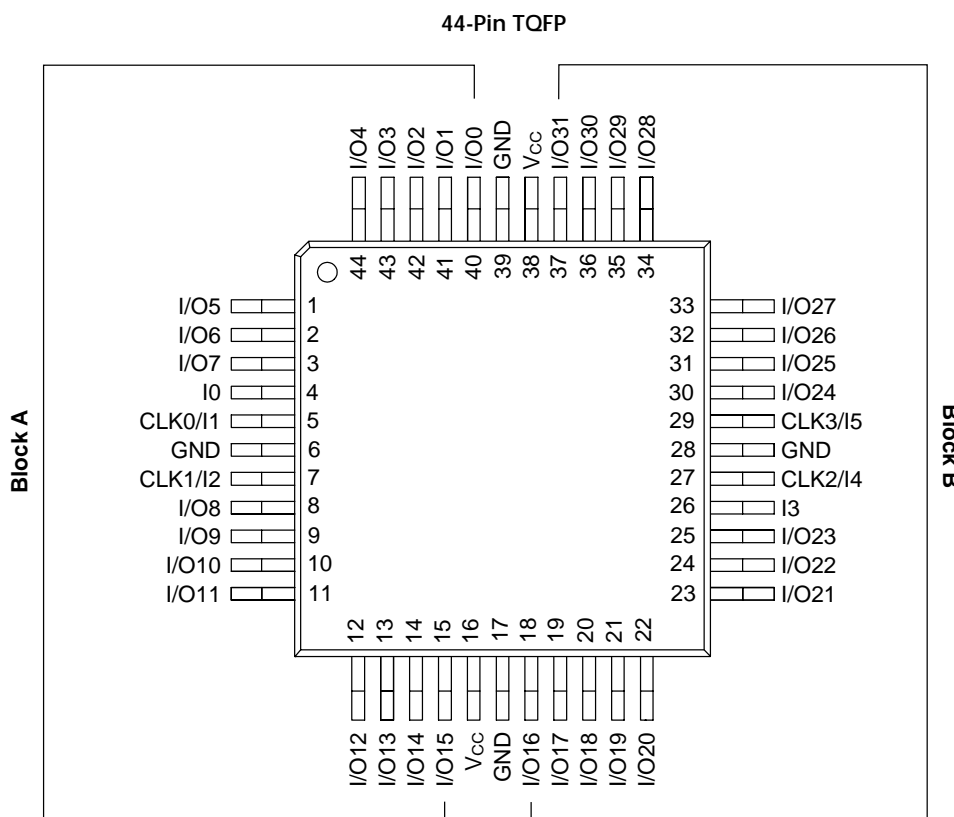 44-Pin TQFP
I/O4 I/O3 I/O2 I/O1 I/O0 GND VCC I/O31 I/O30 I/O29 I/O28
44 43 42 41 40 39 38 37 36 35 34
I/O5 1 33 I/O27
I/O6 2 32 I/O26
I/O7 3 31 I/O25
I0 4 30 I/O24
CLK0/I1 5 29 CLK3/I5
GND 6 28 GND
CLK1/I2 7 27 CLK2/I4
I/O8 8 26 I3
I/O9 9 25 I/O23
I/O10 10 24 I/O22
I/O11 11 23 I/O21
Block A
Block B
12 13 14 15 16 17 18 19 20 21 22
I/O12 I/O13 I/O14 I/O15 VCC GND I/O16 I/O17 I/O18 I/O19 I/O20